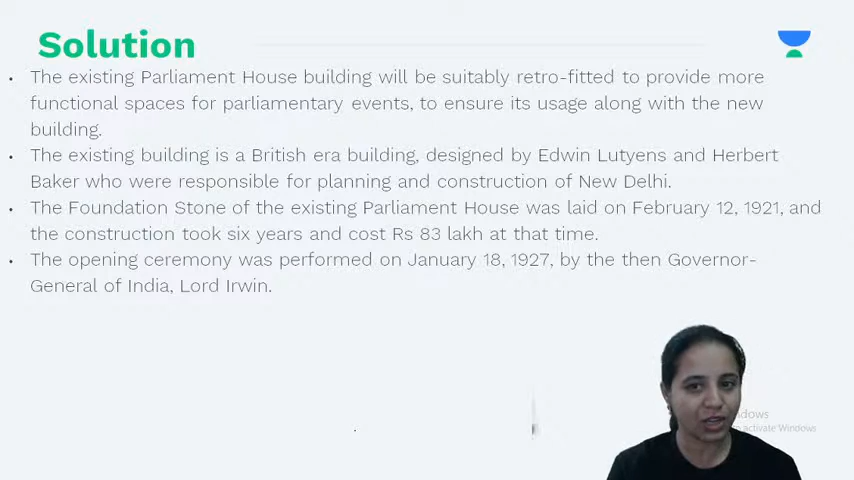 Solution
• The existing Parliament House building will be suitably retro-fitted to provide more
functional spaces for parliamentary events, to ensure its usage along with the new
building.
• The existing building is a British era building, designed by Edwin Lutyens and Herbert
Baker who were responsible for planning and construction of New Delhi.
• The Foundation Stone of the existing Parliament House was laid on February 12, 1921, and
the construction took six years and cost Rs 83 lakh at that time.
• The opening ceremony was performed on January 18, 1927, by the then Governor-
General of India, Lord Irwin.
activate Windows